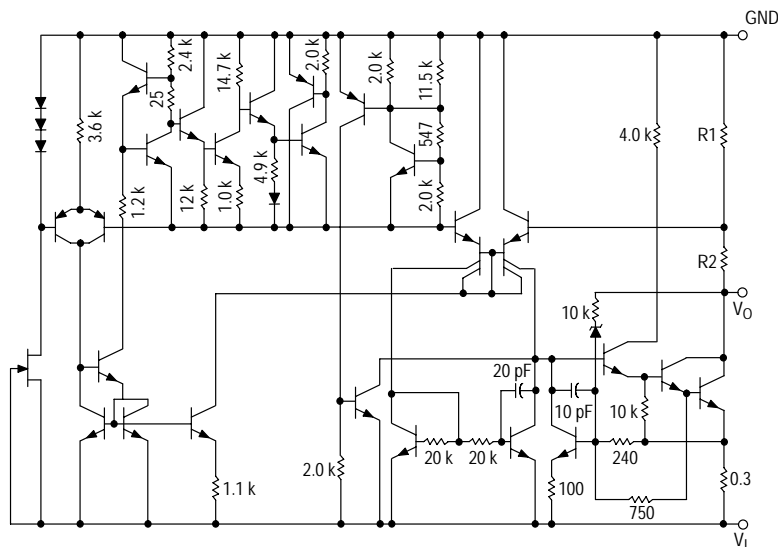 GND
2.4 k
25
14.7 k
2.0 k
2.0 k
11.5 k
547
2.0 k
3.6 k
1.2 k
12 k
1.0 k
4.9 k
4.0 k
R1
R2
VO
10 k
20 pF
10 pF
10 k
20 k
20 k
240
2.0 k
1.1 k
100
750
0.3
VI